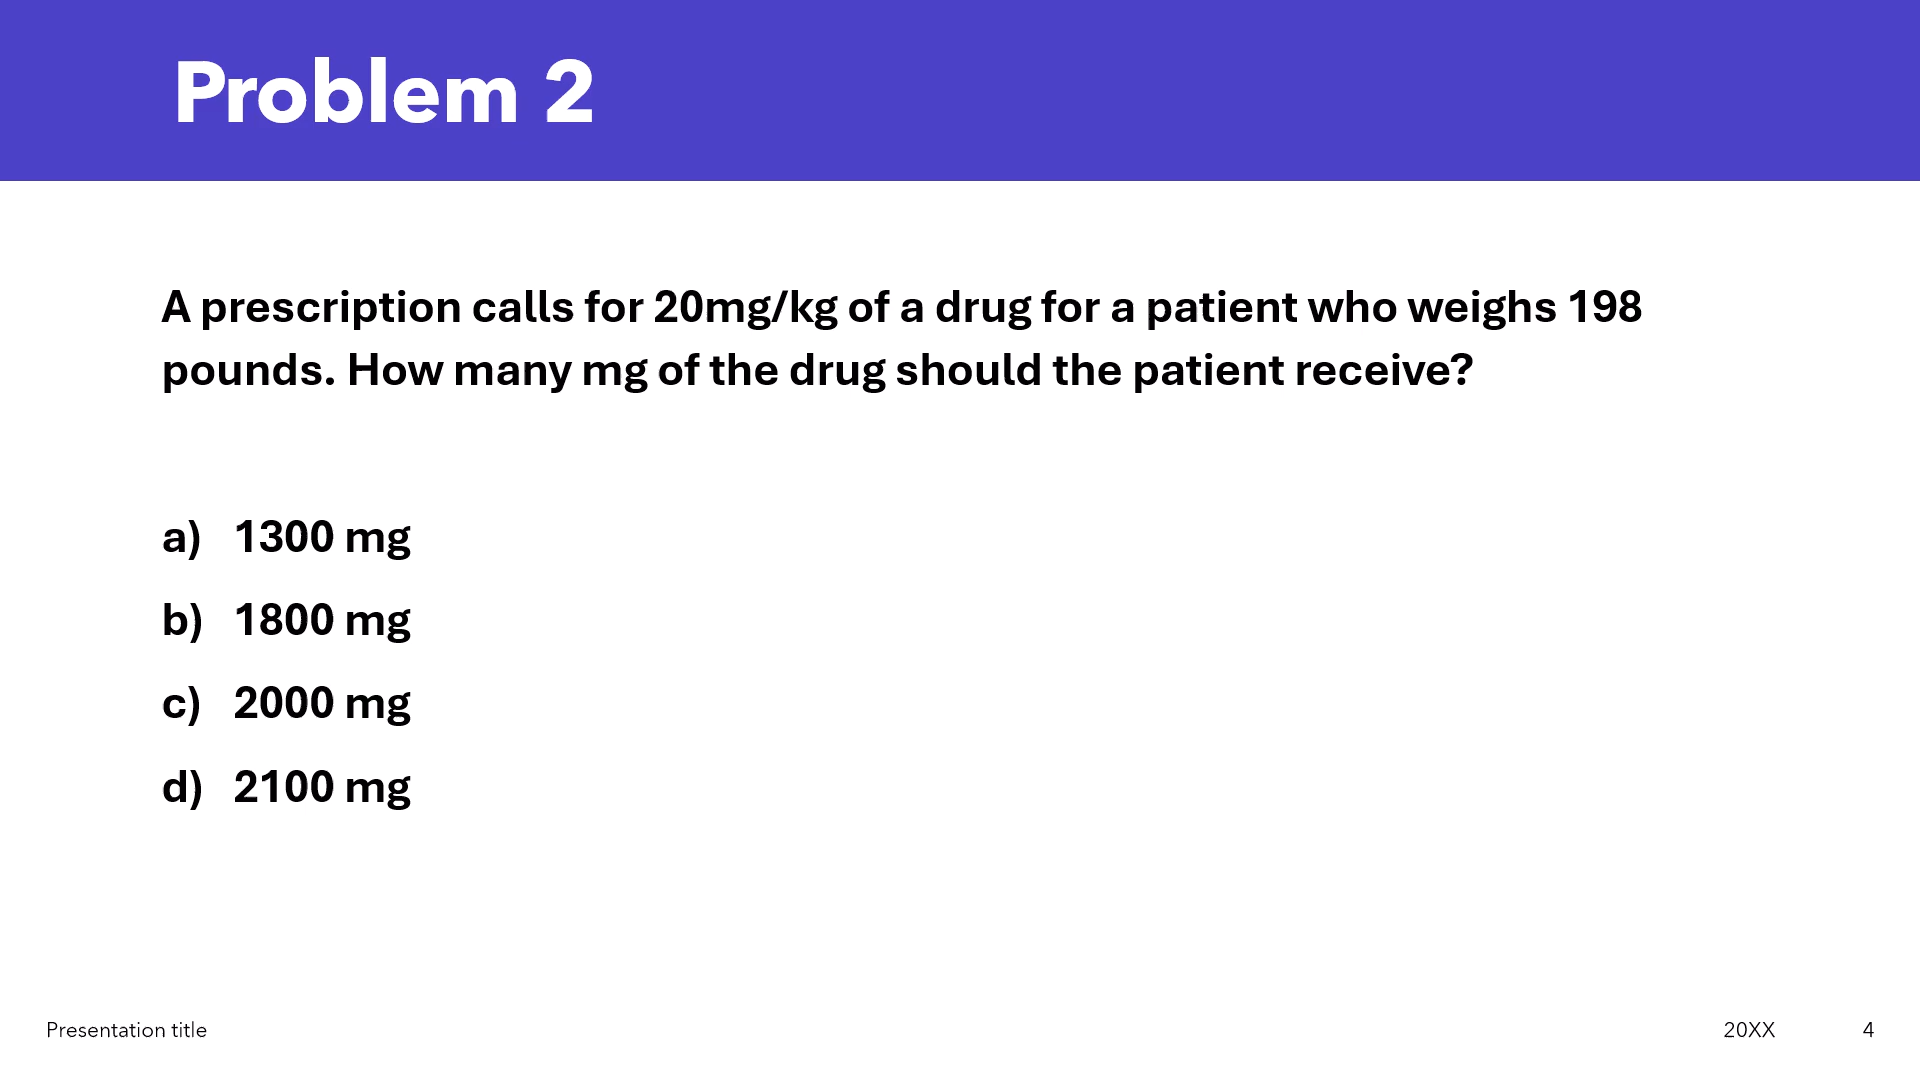 Problem 2
A prescription calls for 20mg/kg of a drug for a patient who weighs 198
pounds. How many mg of the drug should the patient receive?
a) 1300 mg
b) 1800 mg
c) 2000 mg
d) 2100 mg
Presentation title 20XX 4